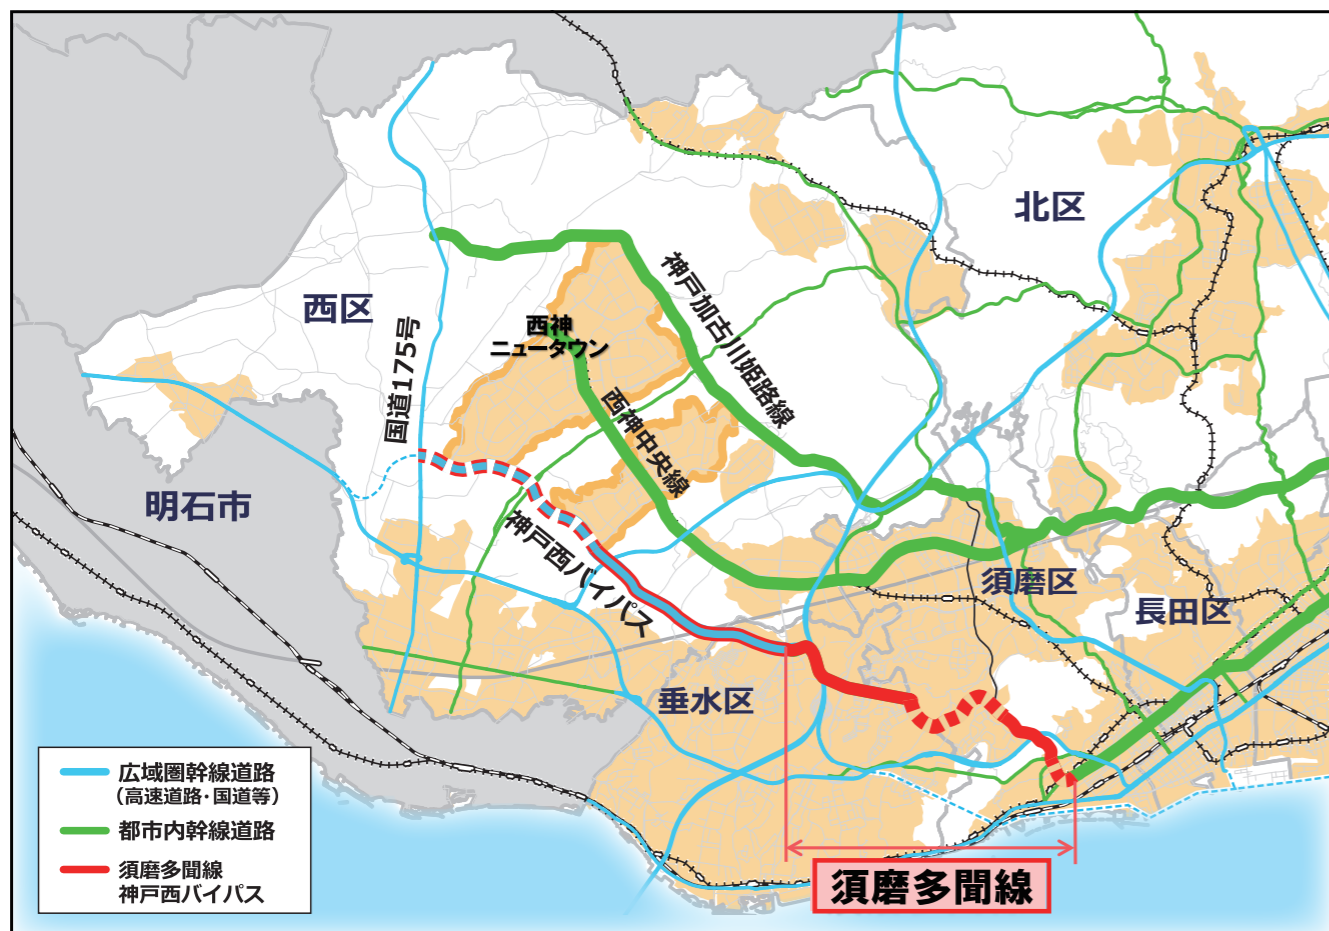 北区
神戸加古川姫路線
西区
西神
ニュータウン
国道175号
西神中央線
明石市
神戸西バイパス
須磨区
長田区
垂水区
広域圏幹線道路
（高速道路・国道等）
都市内幹線道路
須磨多聞線
神戸西バイパス
須磨多聞線